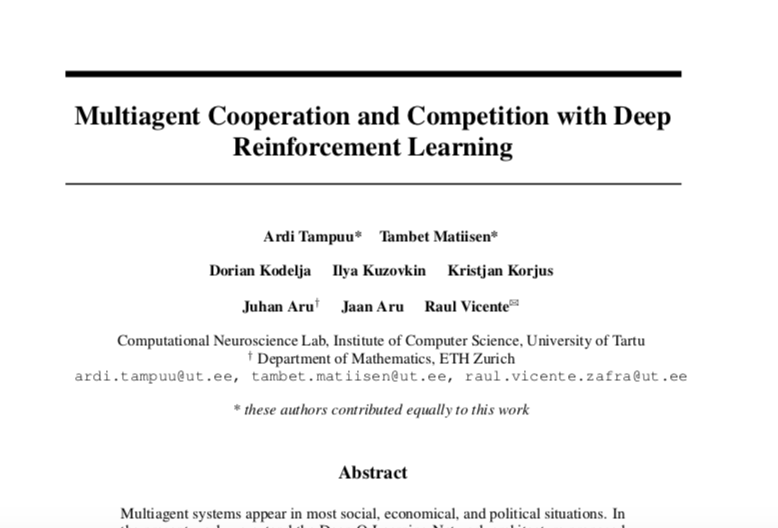 Multiagent Cooperation and Competition with Deep
Reinforcement Learning
Ardi Tampuu* Tambet Matiisen*
Dorian Kodelja Ilya Kuzovkin Kristjan Korjus
Juhan Aru† Jaan Aru Raul Vicente✉
Computational Neuroscience Lab, Institute of Computer Science, University of Tartu
† Department of Mathematics, ETH Zurich
ardi.tampuu@ut.ee, tambet.matiisen@ut.ee, raul.vicente.zafra@ut.ee
* these authors contributed equally to this work
Abstract
Multiagent systems appear in most social, economical, and political situations. In